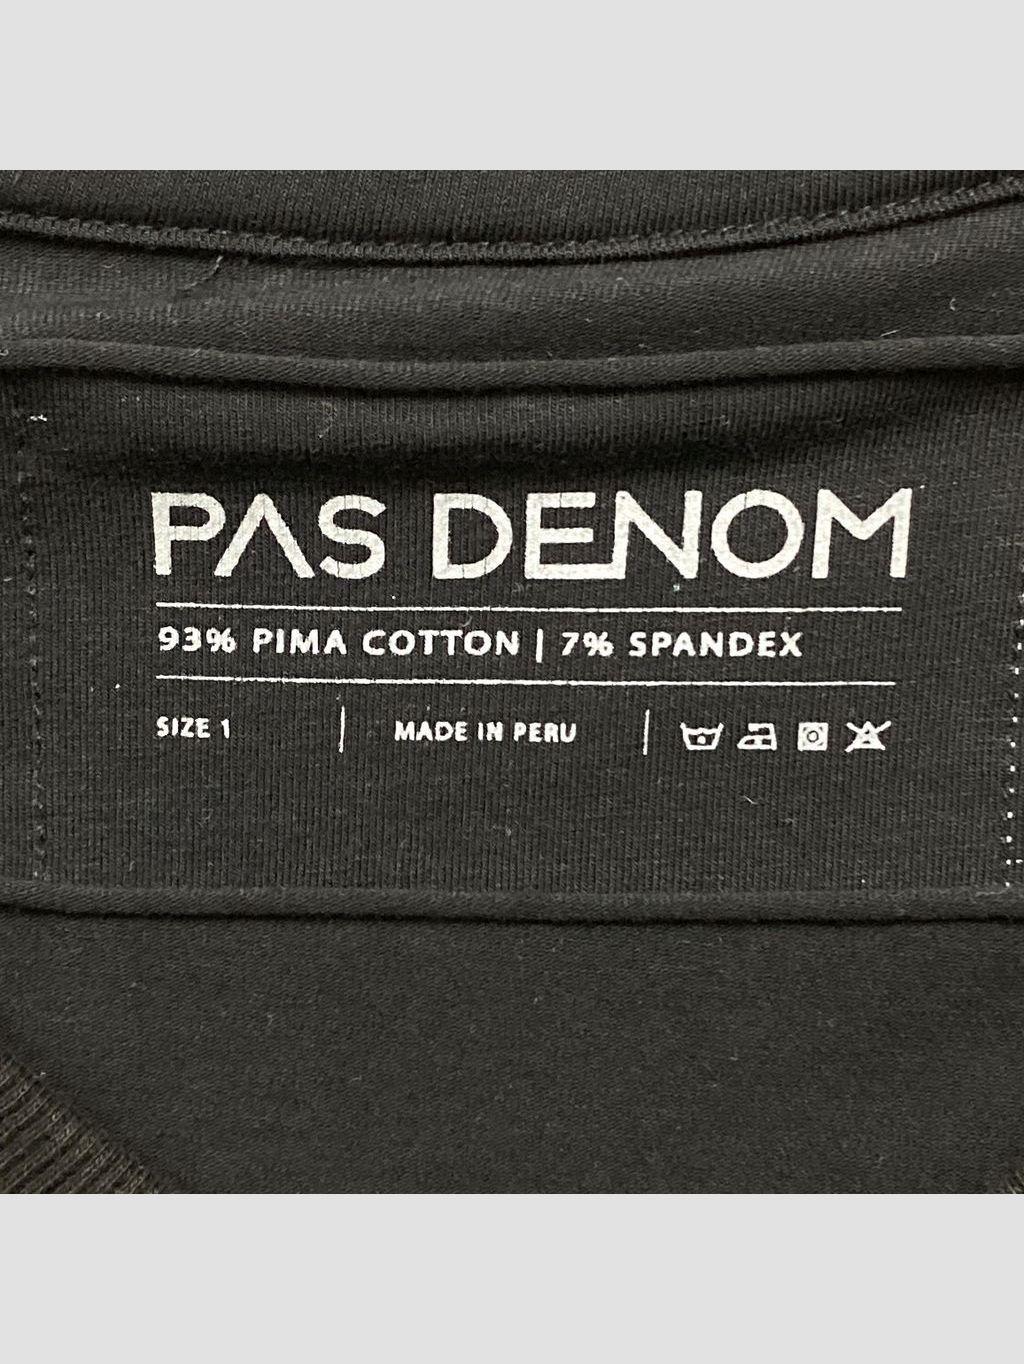 PAS DENOM
93% PIMA COTTON | 7% SPANDEX
SIZE 1 | MADE IN PERU |